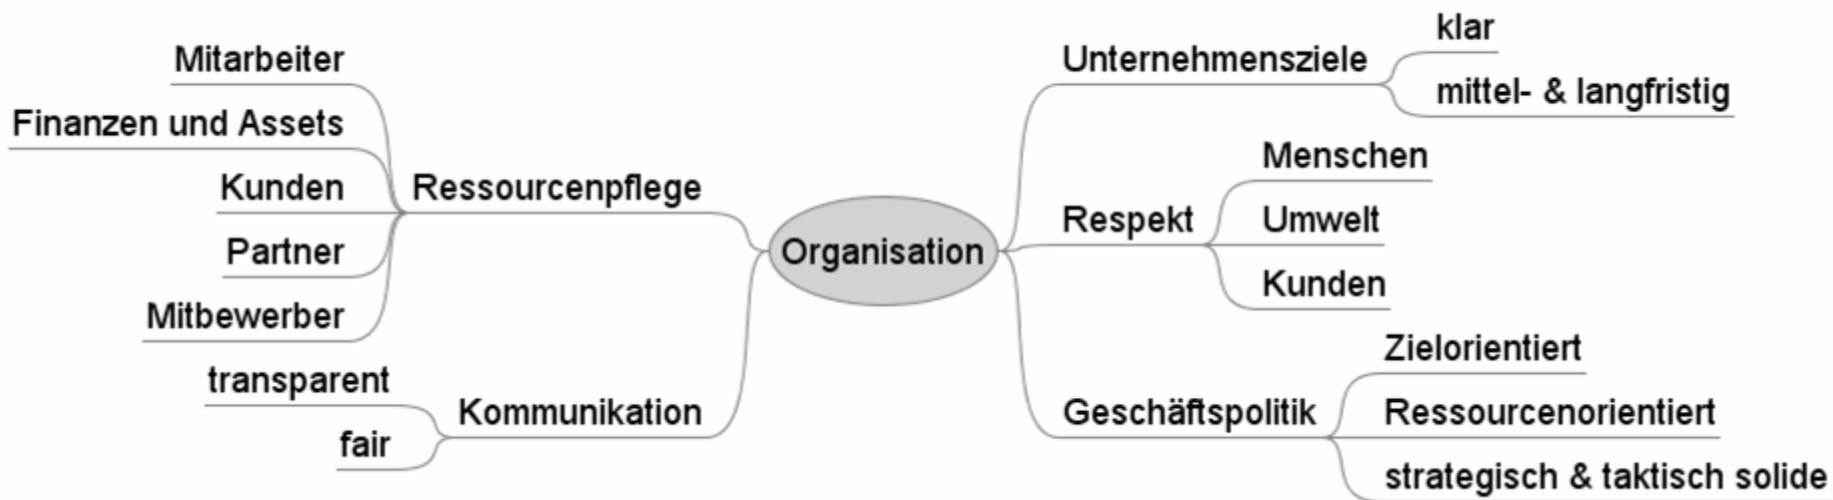 Mitarbeiter
Finanzen und Assets
Kunden
Partner
Mitbewerber
Ressourcenpflege
transparent
fair
Kommunikation
Organisation
Unternehmensziele
klar
mittel- & langfristig
Respekt
Menschen
Umwelt
Kunden
Geschäftspolitik
Zielorientiert
Ressourcenorientiert
strategisch & taktisch solide